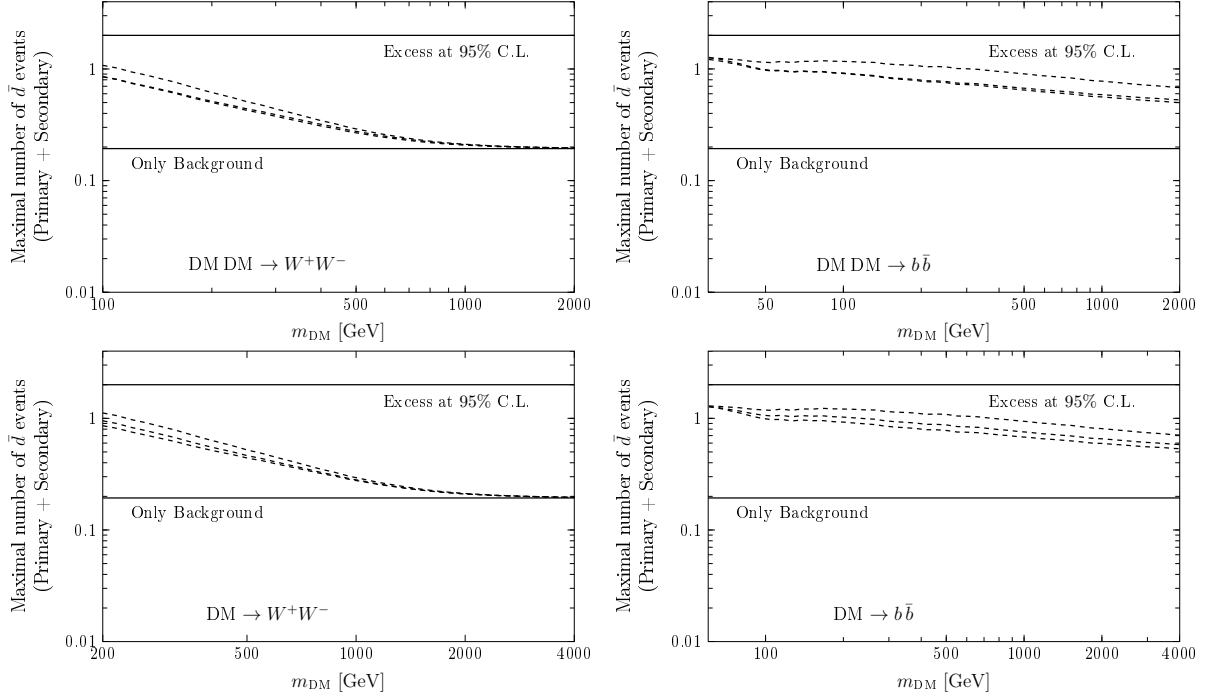 Maximal number of d̄ events
(Primary + Secondary)
1
0.1
0.01
Excess at 95% C.L.
Only Background
DM DM → W⁺W⁻
100
500
1000
2000
m_DM [GeV]
Maximal number of d̄ events
(Primary + Secondary)
1
0.1
0.01
Excess at 95% C.L.
Only Background
DM DM → b b̄
50
100
500
1000
2000
m_DM [GeV]
Maximal number of d̄ events
(Primary + Secondary)
1
0.1
0.01
Excess at 95% C.L.
Only Background
DM → W⁺W⁻
200
500
1000
2000
4000
m_DM [GeV]
Maximal number of d̄ events
(Primary + Secondary)
1
0.1
0.01
Excess at 95% C.L.
Only Background
DM → b b̄
100
500
1000
2000
4000
m_DM [GeV]